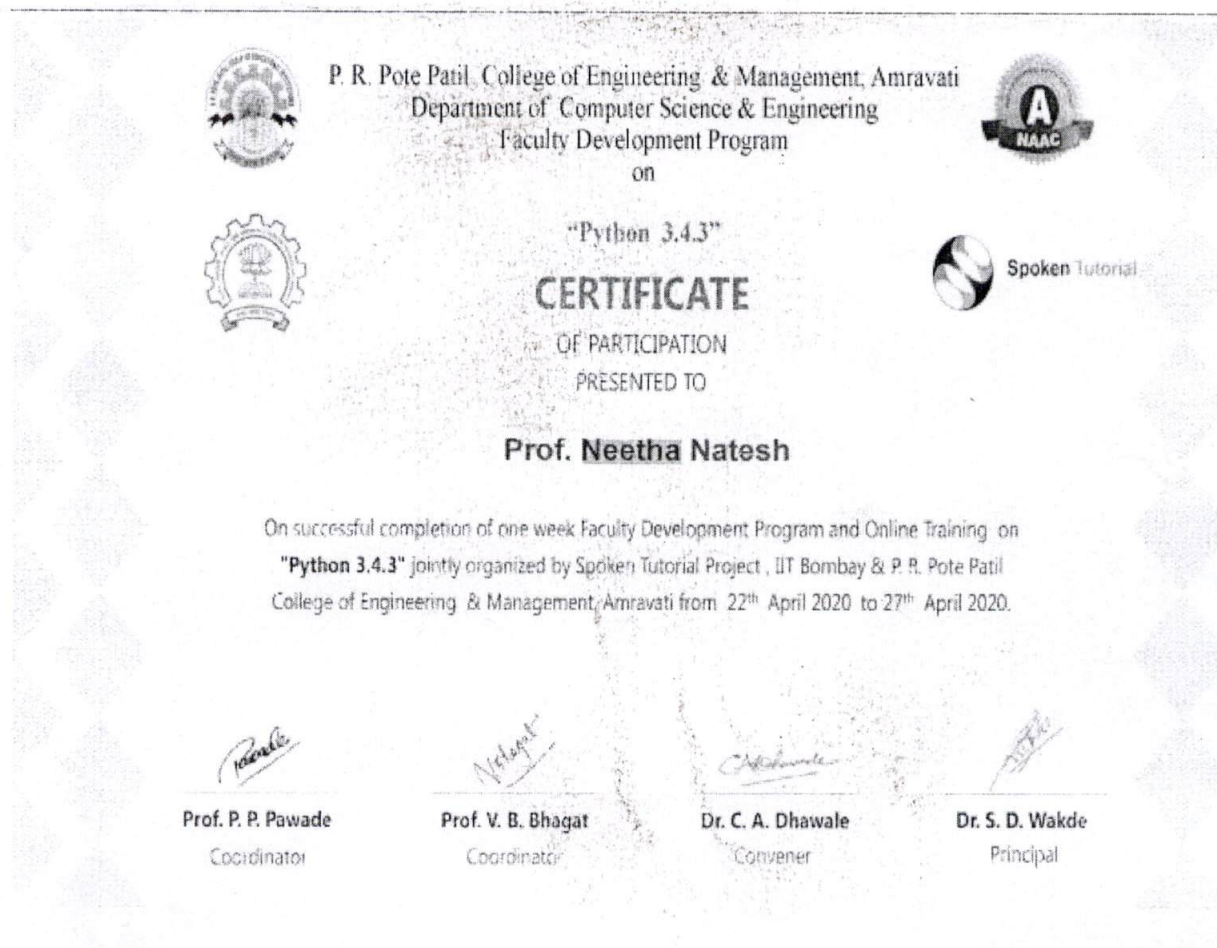 P. R. Pote Patil College of Engineering & Management, Amravati
Department of Computer Science & Engineering
Faculty Development Program
on
A
NAAC
"Python 3.4.3"
CERTIFICATE
Spoken Tutorial
OF PARTICIPATION
PRESENTED TO
Prof. Neetha Natesh
On successful completion of one week Faculty Development Program and Online Training on
"Python 3.4.3" jointly organized by Spoken Tutorial Project , IIT Bombay & P. R. Pote Patil
College of Engineering & Management, Amravati from 22th April 2020 to 27th April 2020.
Prof. P. P. Pawade
Coordinator
Prof. V. B. Bhagat
Coordinator
Dr. C. A. Dhawale
Convener
Dr. S. D. Wakde
Principal